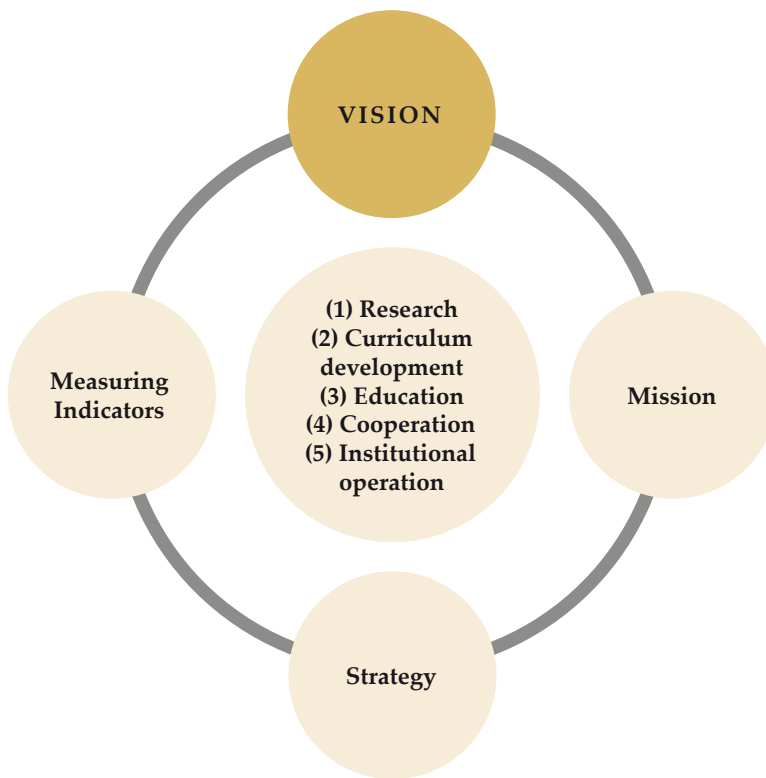 VISION
(1) Research
(2) Curriculum
development
(3) Education
(4) Cooperation
(5) Institutional
operation
Measuring
Indicators
Mission
Strategy